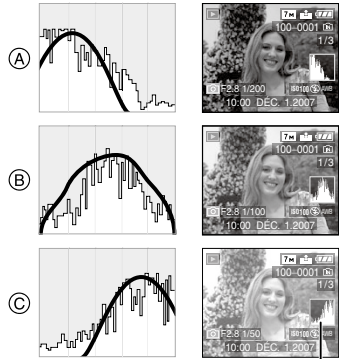 A
7M
100-0001
1/3
F2.8 1/200
ISO100 AWB
10:00 DEC. 1.2007
B
7M
100-0001
1/3
F2.8 1/100
ISO100 AWB
10:00 DEC. 1.2007
C
7M
100-0001
1/3
F2.8 1/50
ISO100 AWB
10:00 DEC. 1.2007